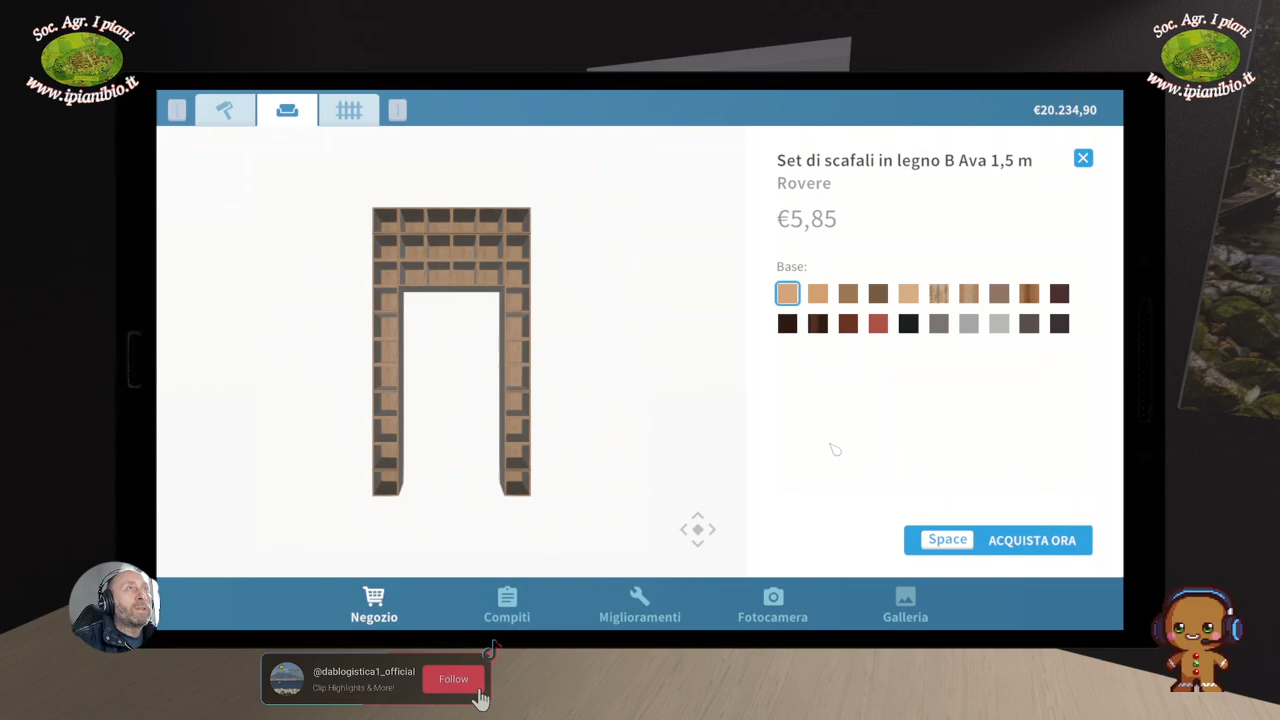 Soc. Agr. I piani
www.ipianibio.it
Soc. Agr. I piani
www.ipianibio.it
€20.234,90
Set di scafali in legno B Ava 1,5 m
Rovere
€5,85
Base:
Space ACQUISTA ORA
Negozio
Compiti
Miglioramenti
Fotocamera
Galleria
@dablogistica1_official
Clip Highlights & More!
Follow